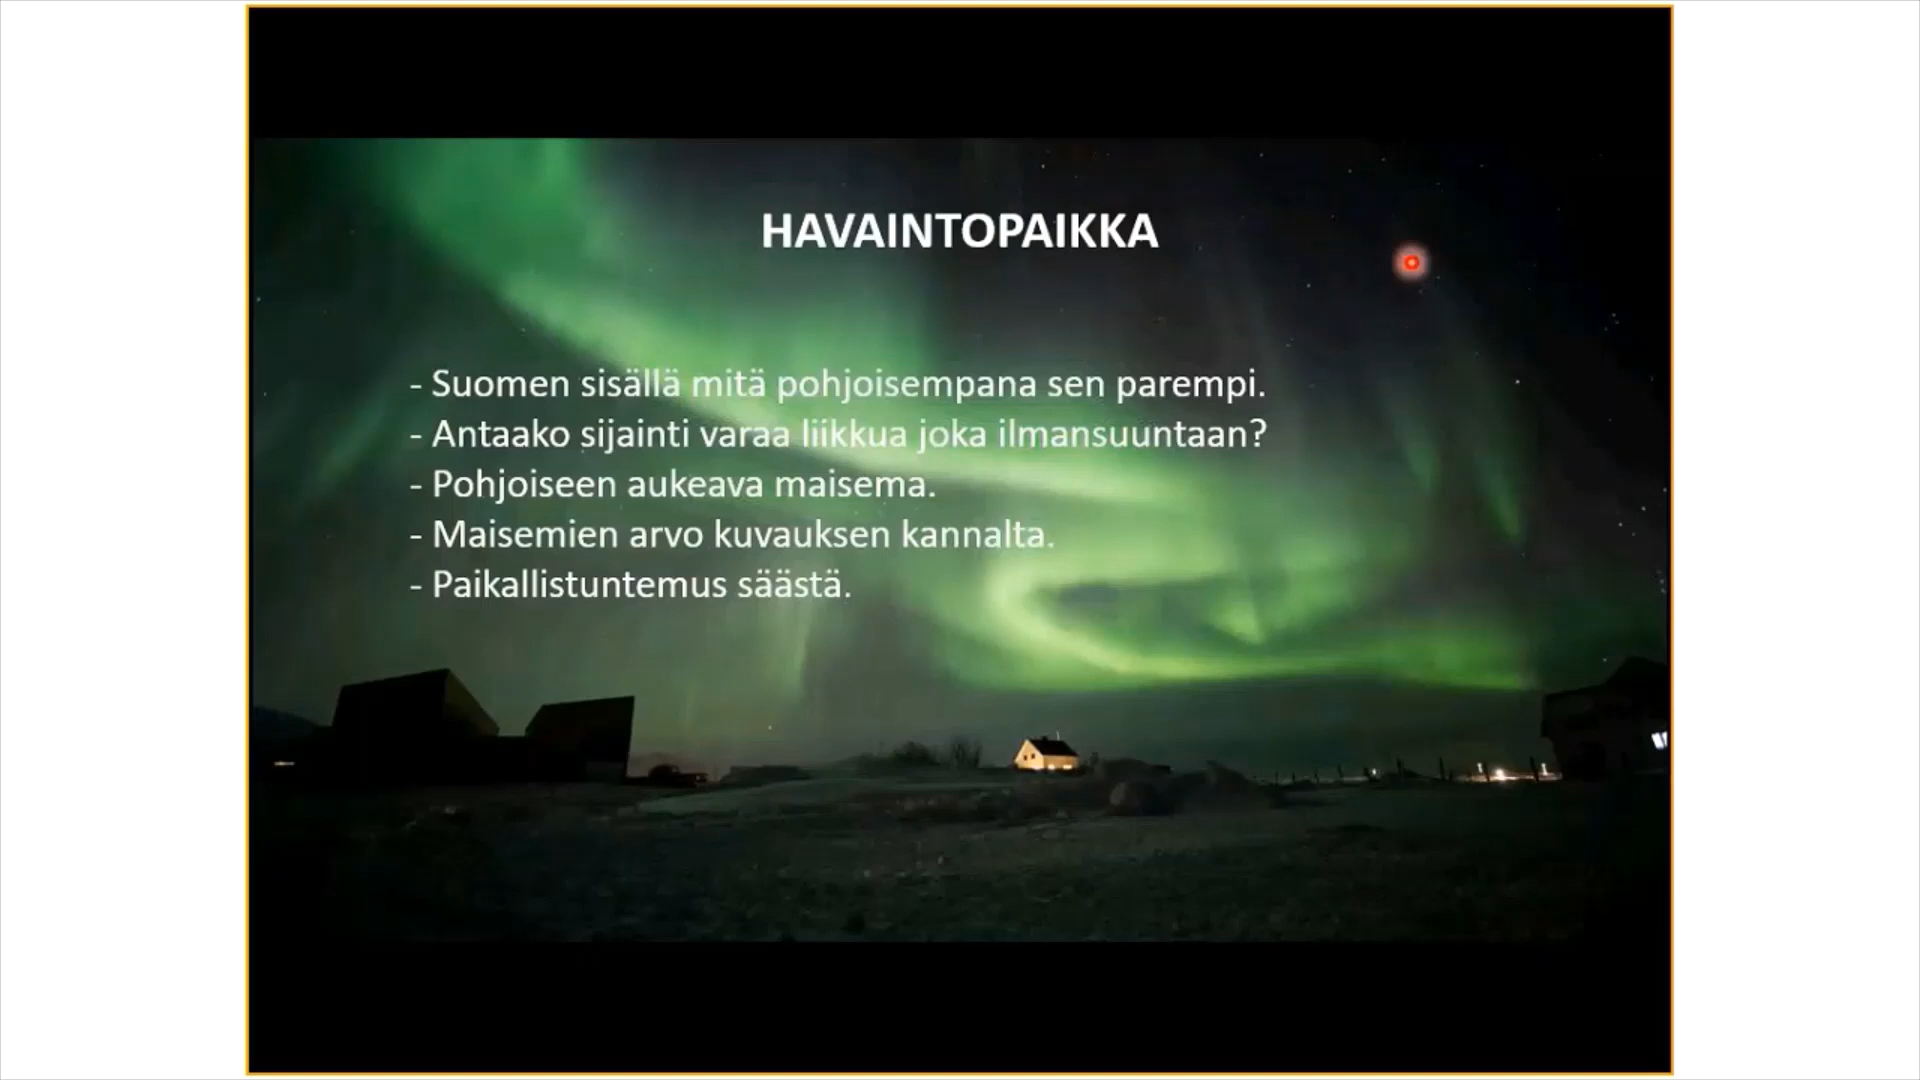 HAVAINTOPAIKKA
- Suomen sisällä mitä pohjoisempana sen parempi.
- Antaako sijainti varaa liikkua joka ilmansuuntaan?
- Pohjoiseen aukeava maisema.
- Maisemien arvo kuvauksen kannalta.
- Paikallistuntemus säästä.